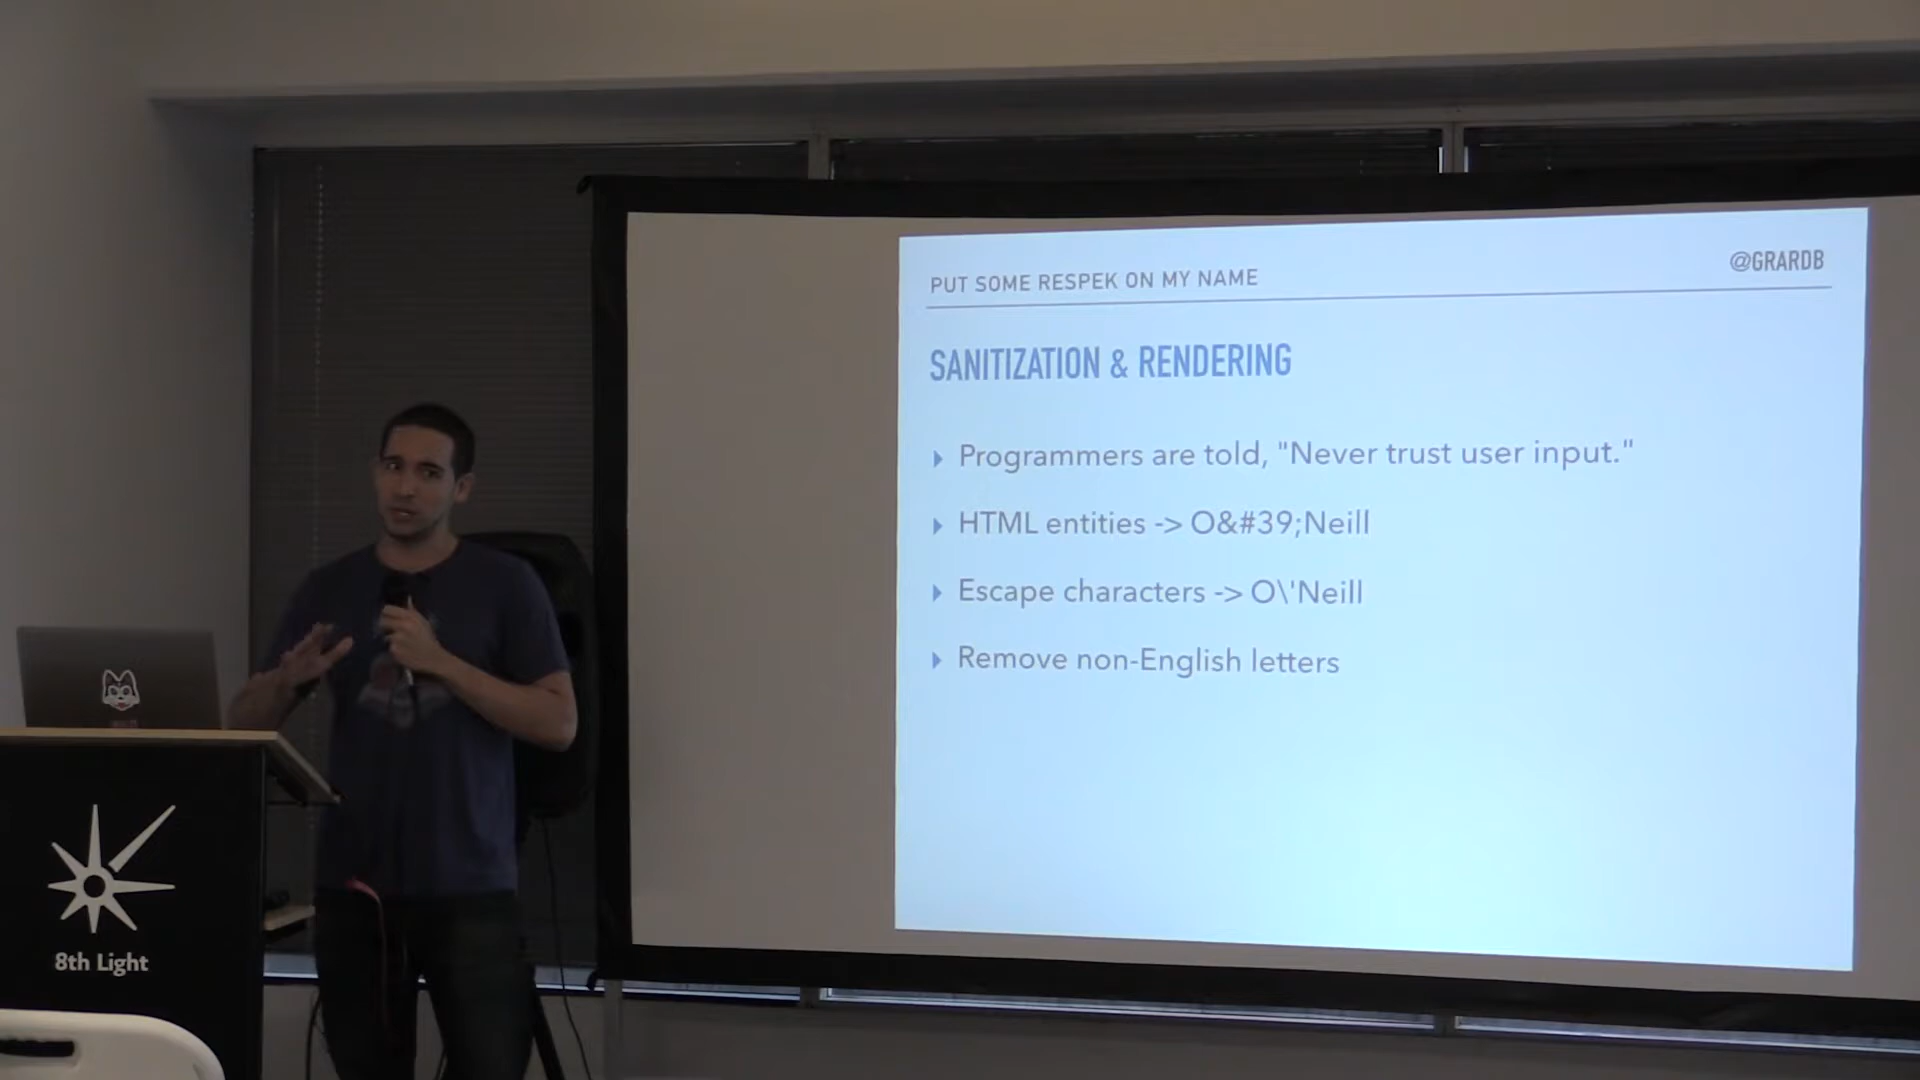 PUT SOME RESPEK ON MY NAME
@GRARDB
SANITIZATION & RENDERING
Programmers are told, "Never trust user input."
HTML entities -> O&#39;Neill
Escape characters -> O\'Neill
Remove non-English letters
8th Light